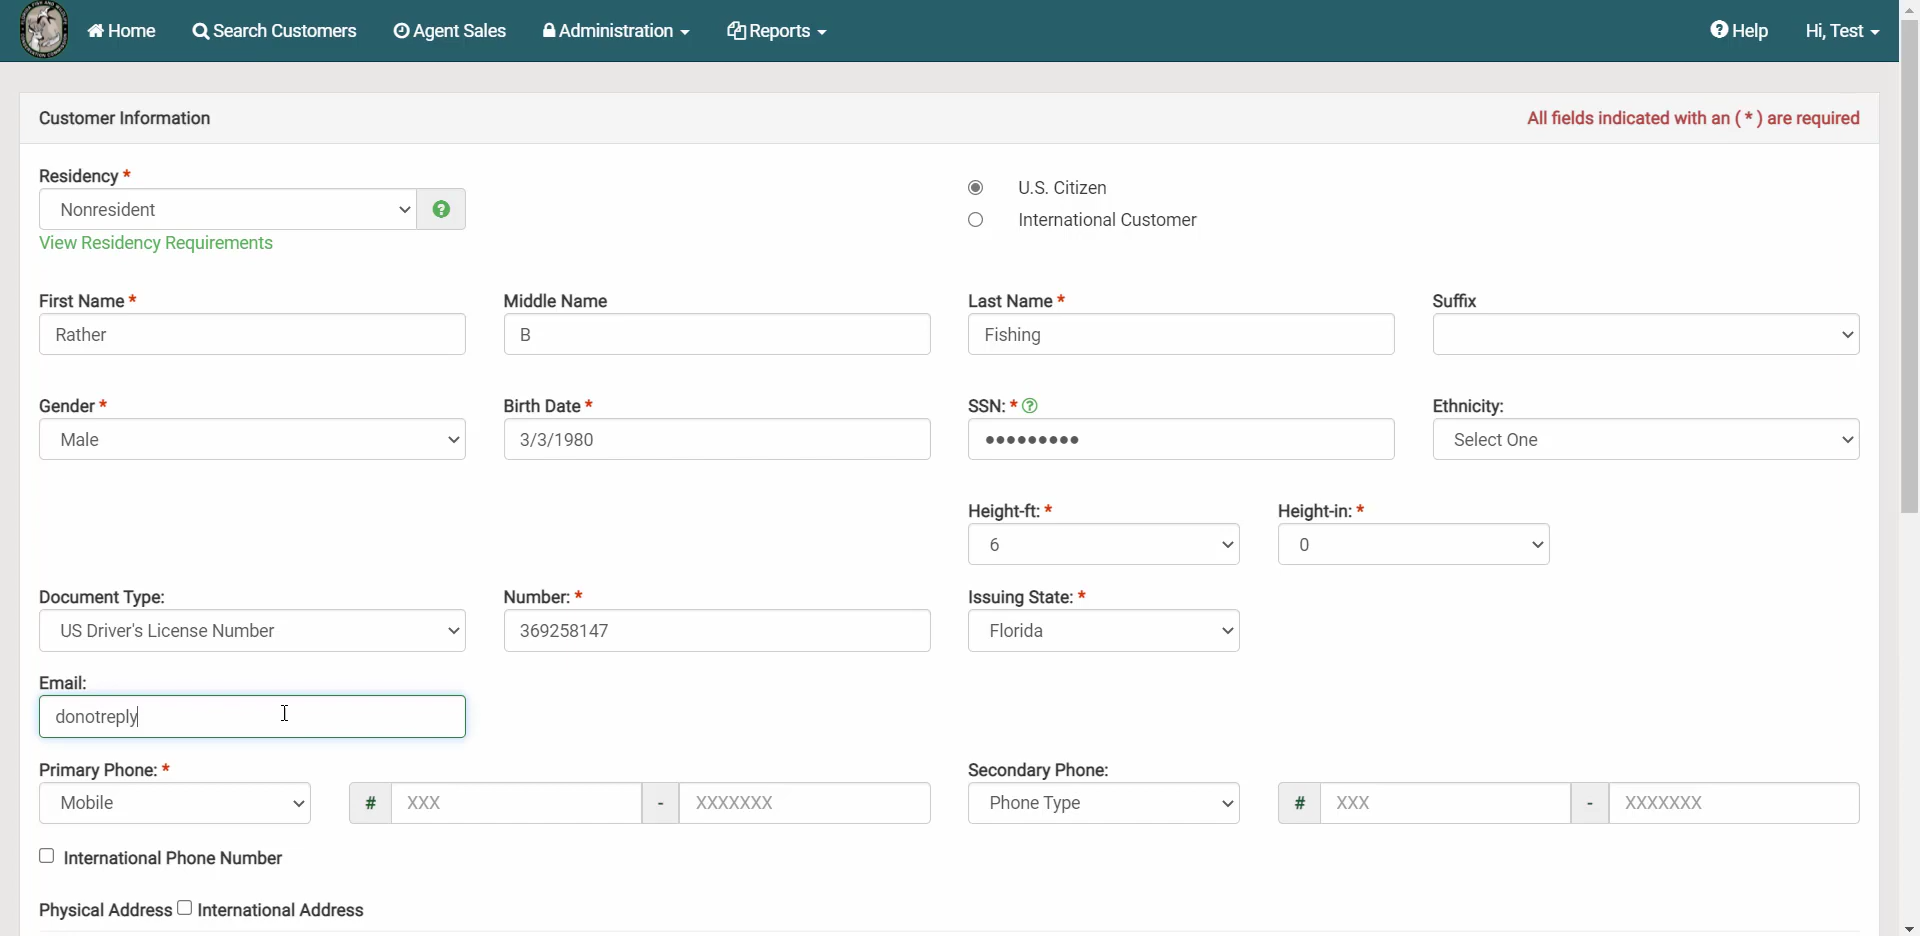 Home Search Customers Agent Sales Administration Reports Help Hi, Test
Customer Information All fields indicated with an ( * ) are required
Residency *
Nonresident
View Residency Requirements
U.S. Citizen
International Customer
First Name * Middle Name Last Name * Suffix
Rather B Fishing
Gender * Birth Date * SSN: * Ethnicity:
Male 3/3/1980 ••••••••• Select One
Height-ft: * Height-in: *
6 0
Document Type: Number: * Issuing State: *
US Driver's License Number 369258147 Florida
Email:
donotreply
Primary Phone: * Secondary Phone:
Mobile # XXX - XXXXXXX Phone Type # XXX - XXXXXXX
International Phone Number
Physical Address International Address